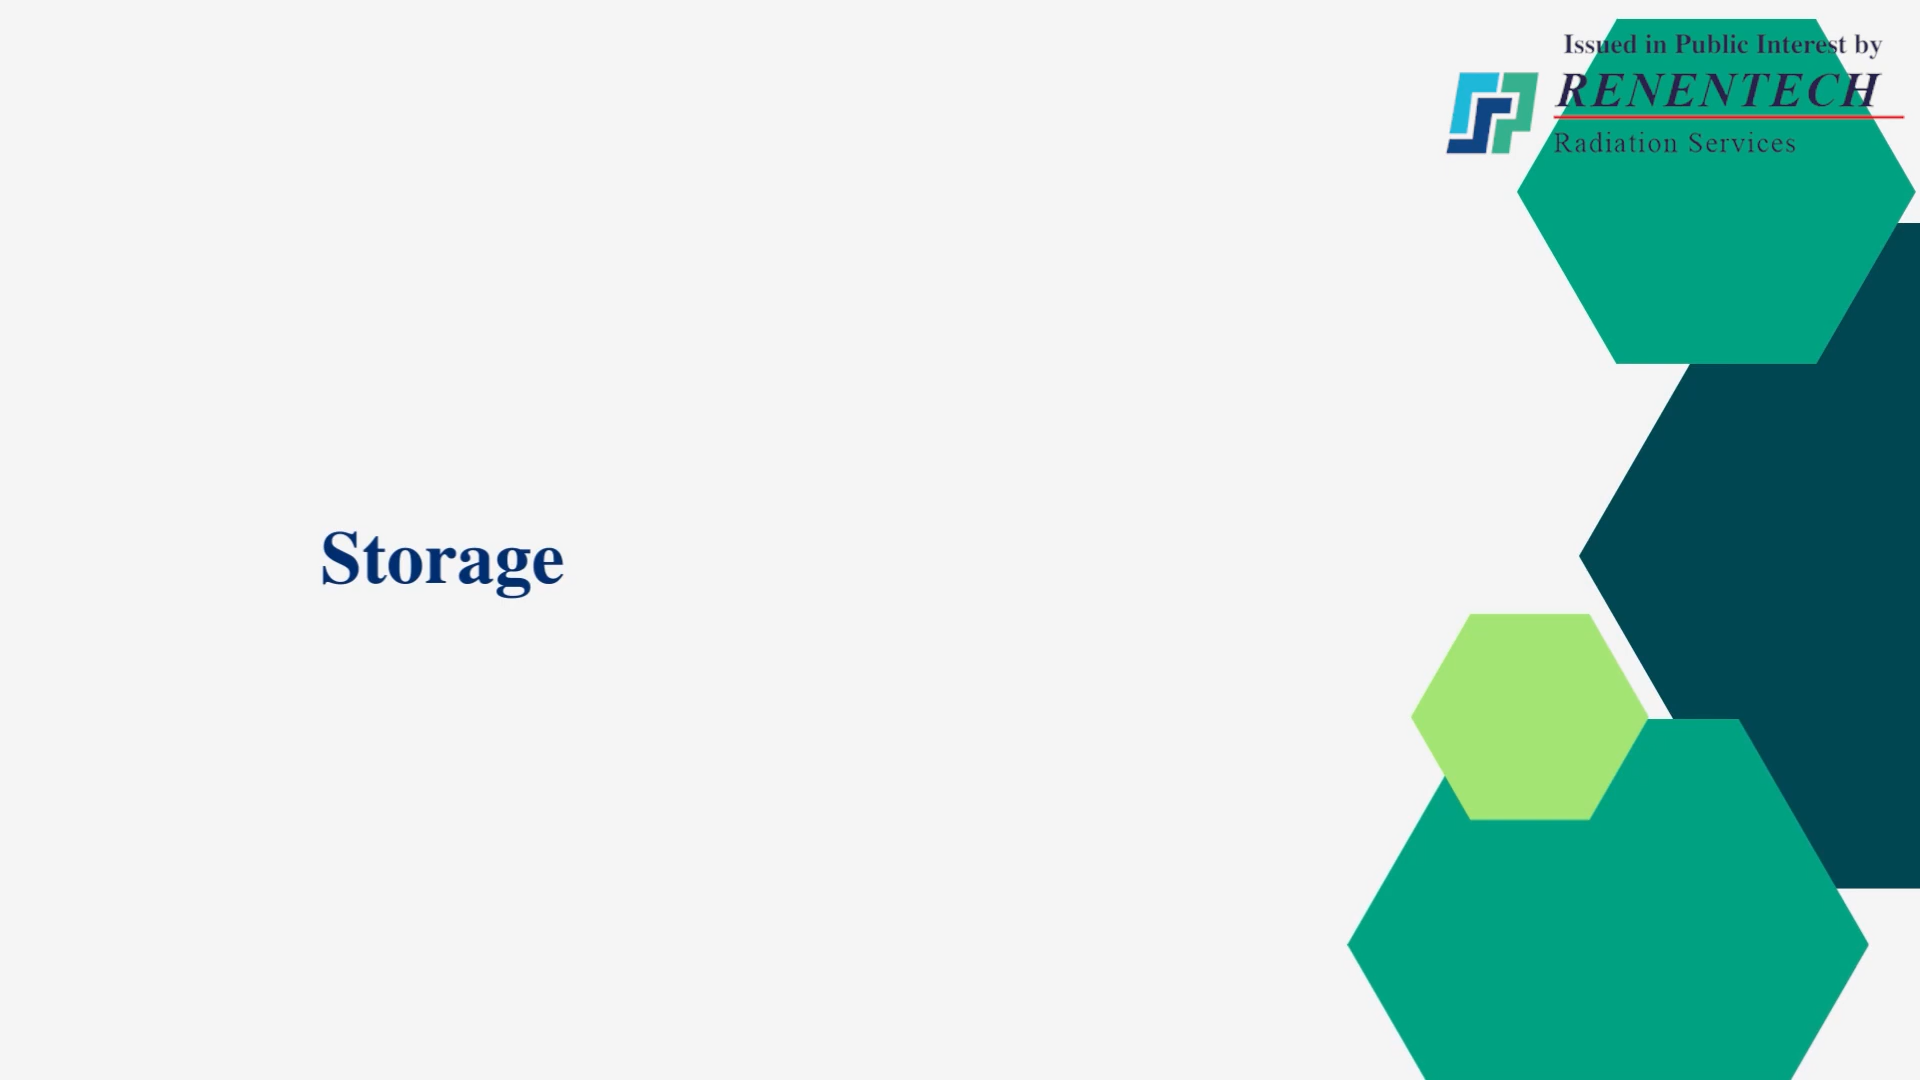 Issued in Public Interest by
RENENTECH
Radiation Services
Storage